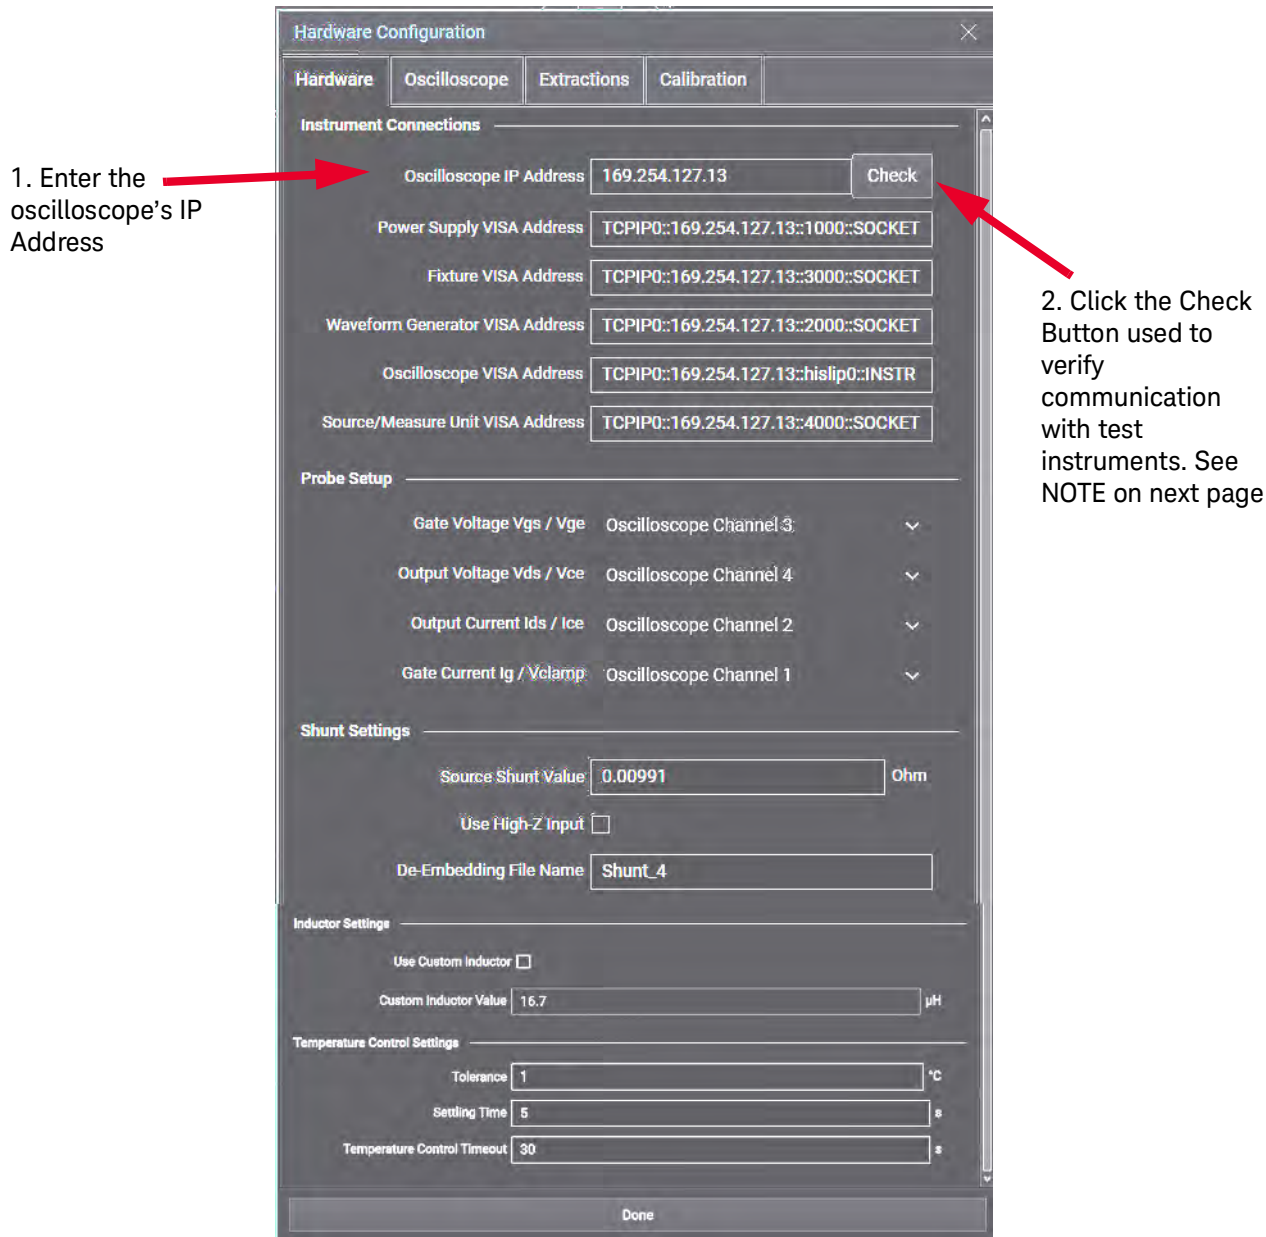 Hardware Configuration
Hardware Oscilloscope Extractions Calibration
Instrument Connections
1. Enter the
oscilloscope's IP
Address
Oscilloscope IP Address 169.254.127.13 Check
Power Supply VISA Address TCPIP0::169.254.127.13::1000::SOCKET
Fixture VISA Address TCPIP0::169.254.127.13::3000::SOCKET
Waveform Generator VISA Address TCPIP0::169.254.127.13::2000::SOCKET
Oscilloscope VISA Address TCPIP0::169.254.127.13::hislip0::INSTR
Source/Measure Unit VISA Address TCPIP0::169.254.127.13::4000::SOCKET
2. Click the Check
Button used to
verify
communication
with test
instruments. See
NOTE on next page
Probe Setup
Gate Voltage Vgs / Vge Oscilloscope Channel 3
Output Voltage Vds / Vce Oscilloscope Channel 4
Output Current Ids / Ice Oscilloscope Channel 2
Gate Current Ig / Vclamp Oscilloscope Channel 1
Shunt Settings
Source Shunt Value 0.00991 Ohm
Use High-Z Input
De-Embedding File Name Shunt_4
Inductor Settings
Use Custom Inductor
Custom Inductor Value 16.7 µH
Temperature Control Settings
Tolerance 1 °C
Settling Time 5 s
Temperature Control Timeout 30 s
Done